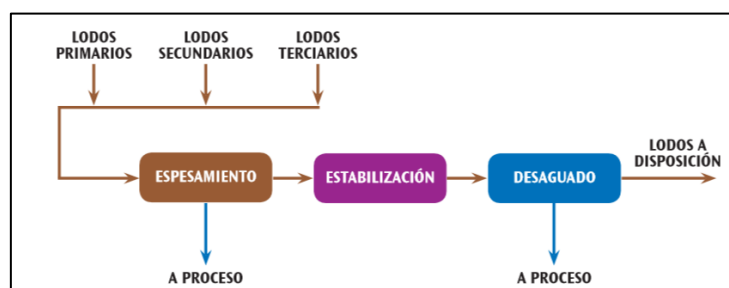 LODOS
PRIMARIOS
LODOS
SECUNDARIOS
LODOS
TERCIARIOS
ESPESAMIENTO
ESTABILIZACIÓN
DESAGUADO
LODOS A
DISPOSICIÓN
A PROCESO
A PROCESO